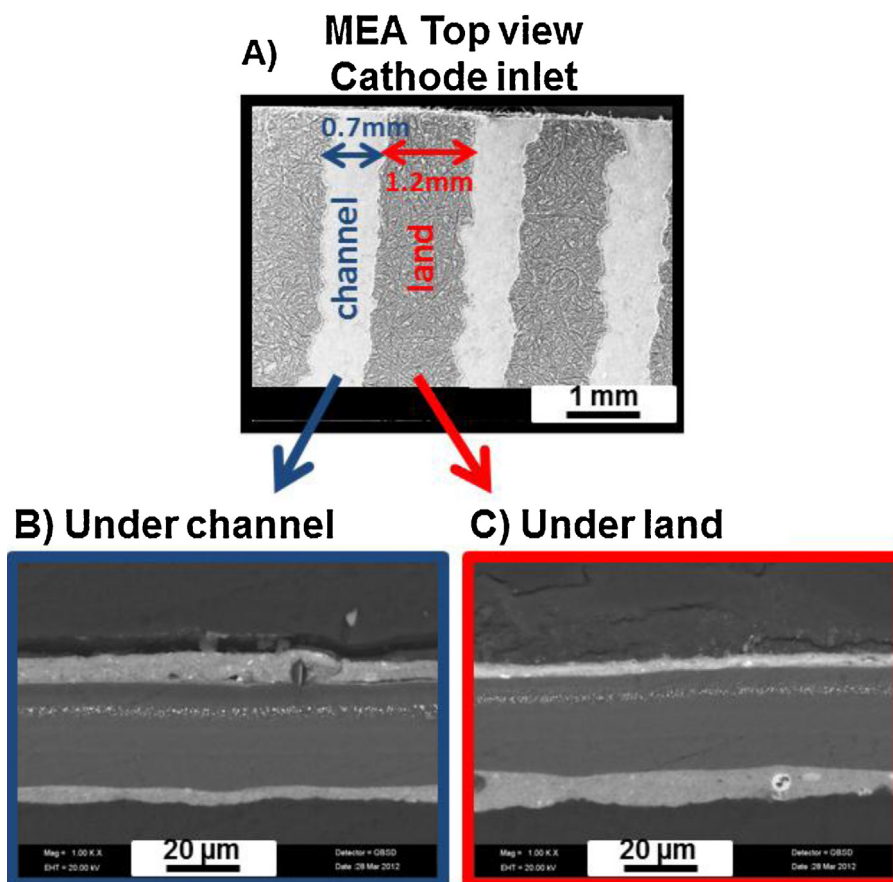 A)
MEA Top view
Cathode inlet
0.7mm
1.2mm
channel
land
1 mm
B) Under channel
C) Under land
Mag = 1.00 K X
EHT = 20.00 kV
20 µm
Detector = QBSD
Date :28 Mar 2012
Mag = 1.00 K X
EHT = 20.00 kV
20 µm
Detector = QBSD
Date :28 Mar 2012